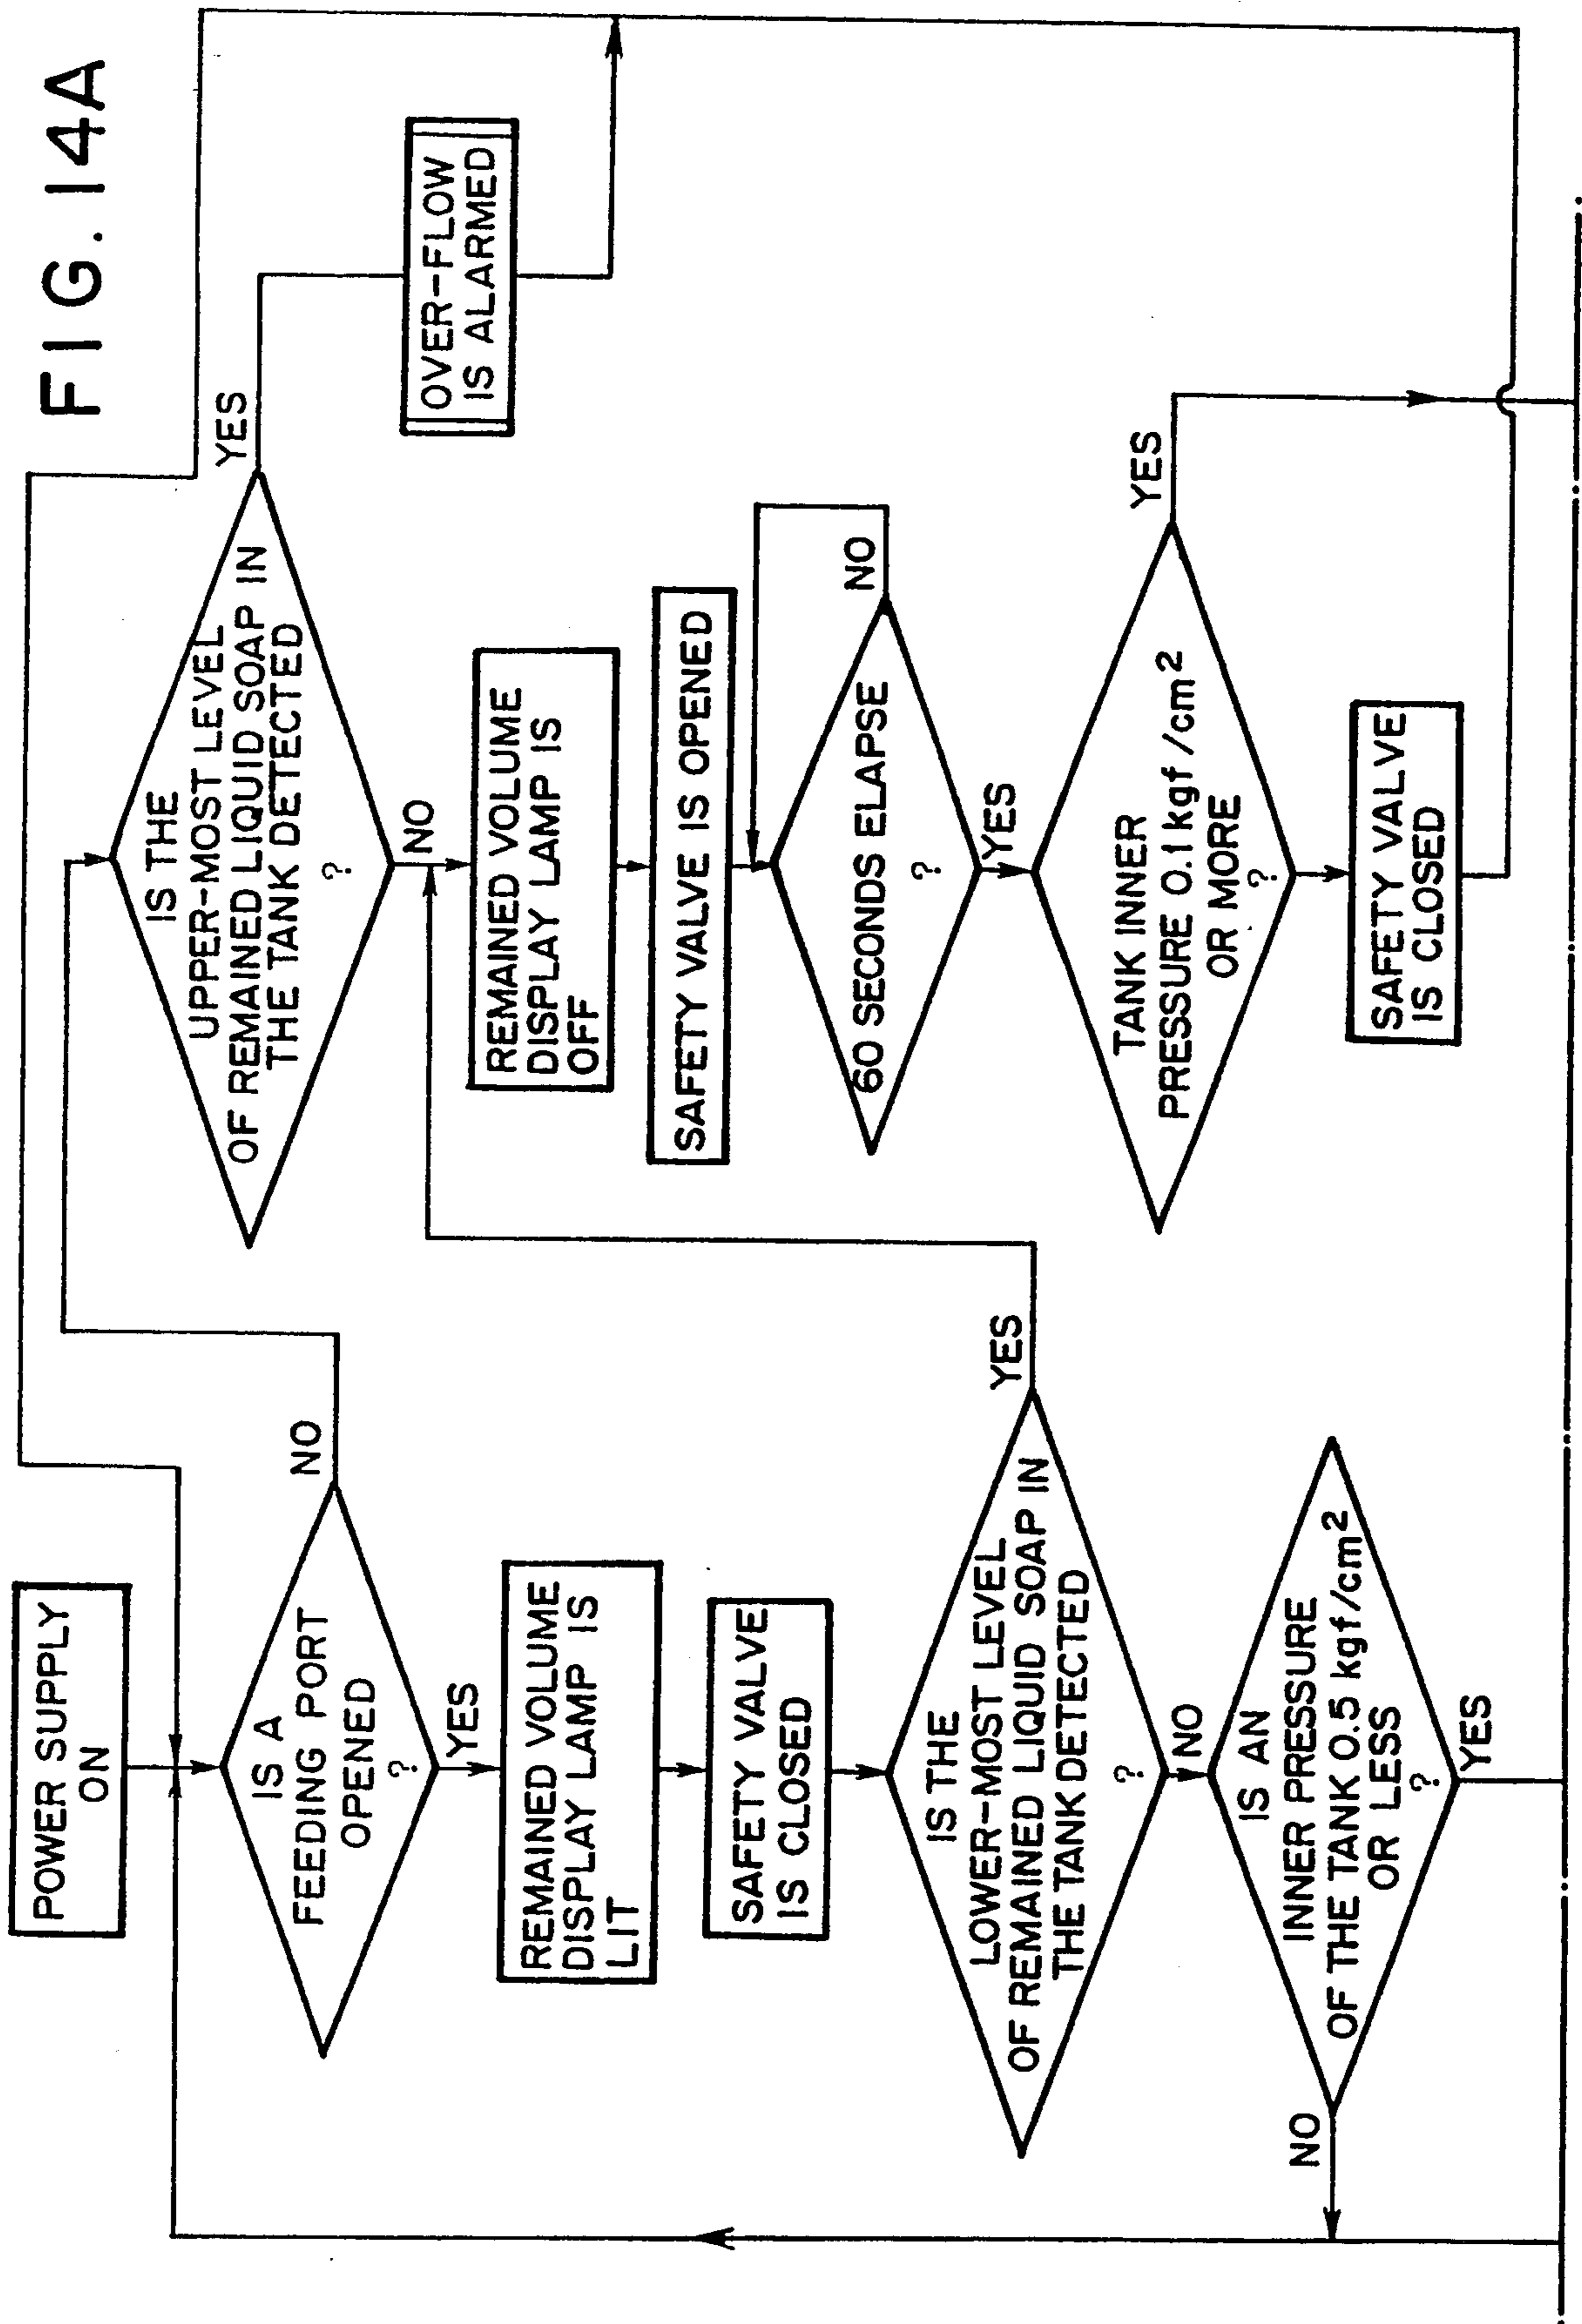 FIG. 14A
POWER SUPPLY
ON
IS A
FEEDING PORT
OPENED
?
NO
YES
REMAINED VOLUME
DISPLAY LAMP IS
LIT
SAFETY VALVE
IS CLOSED
IS THE
LOWER-MOST LEVEL
OF REMAINED LIQUID SOAP IN
THE TANK DETECTED
?
YES
NO
IS AN
INNER PRESSURE
OF THE TANK 0.5 kgf/cm²
OR LESS
?
NO
YES
IS THE
UPPER-MOST LEVEL
OF REMAINED LIQUID SOAP IN
THE TANK DETECTED
?
YES
NO
OVER-FLOW
IS ALARMED
REMAINED VOLUME
DISPLAY LAMP IS
OFF
SAFETY VALVE IS OPENED
60 SECONDS ELAPSE
?
NO
YES
TANK INNER
PRESSURE 0.1 kgf/cm²
OR MORE
?
YES
SAFETY VALVE
IS CLOSED